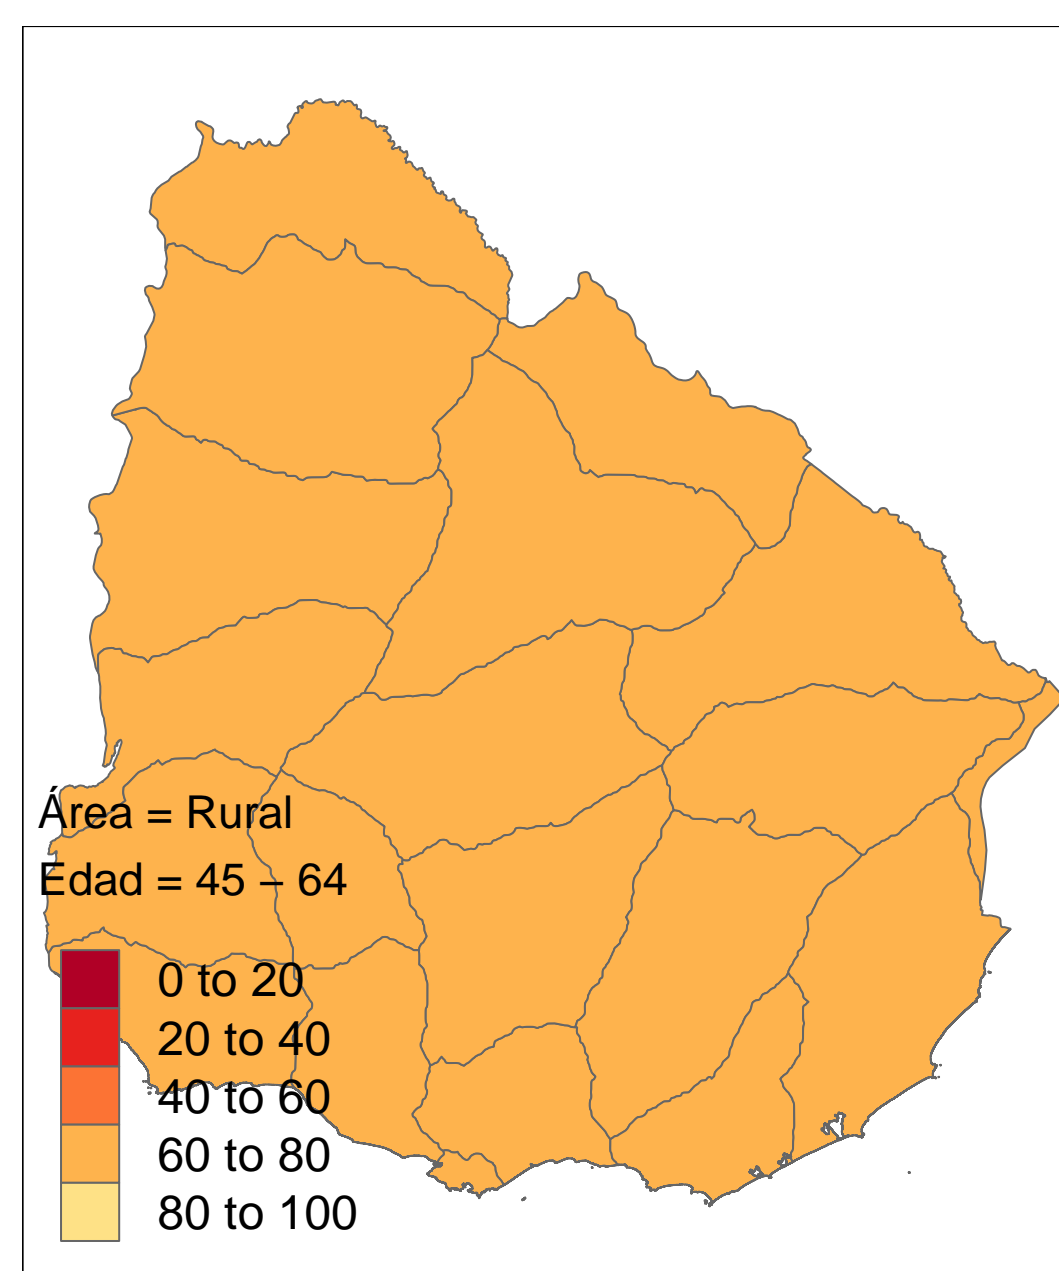 Área = Rural
Edad = 45 – 64
0 to 20
20 to 40
40 to 60
60 to 80
80 to 100